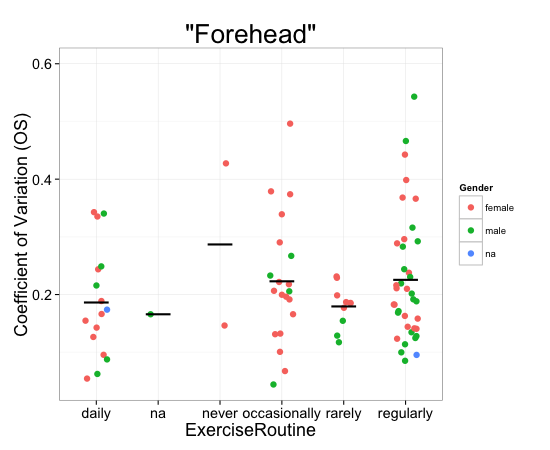 "Forehead"
Coefficient of Variation (OS)
0.6
0.4
0.2
daily na never occasionally rarely regularly
ExerciseRoutine
Gender
female
male
na